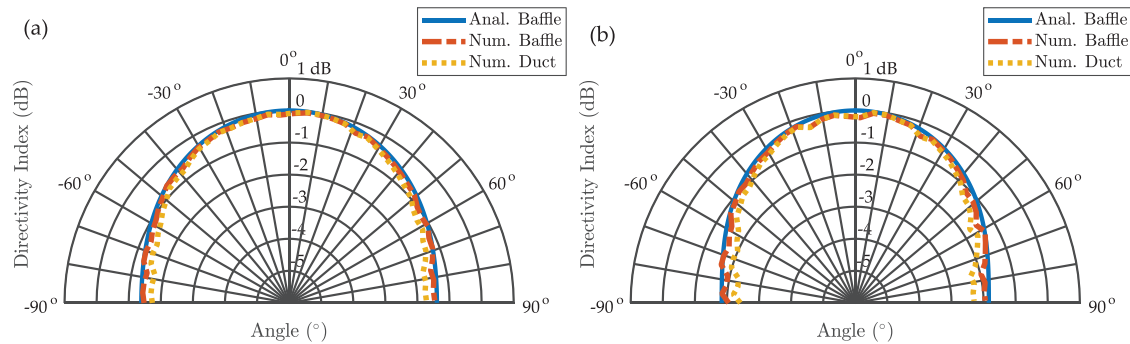 (a)
Anal. Baffle
Num. Baffle
Num. Duct
0°
1 dB
-30°
30°
-60°
60°
-90°
90°
0
-1
-2
-3
-4
-5
Directivity Index (dB)
Angle (°)
(b)
Anal. Baffle
Num. Baffle
Num. Duct
0°
1 dB
-30°
30°
-60°
60°
-90°
90°
0
-1
-2
-3
-4
-5
Directivity Index (dB)
Angle (°)